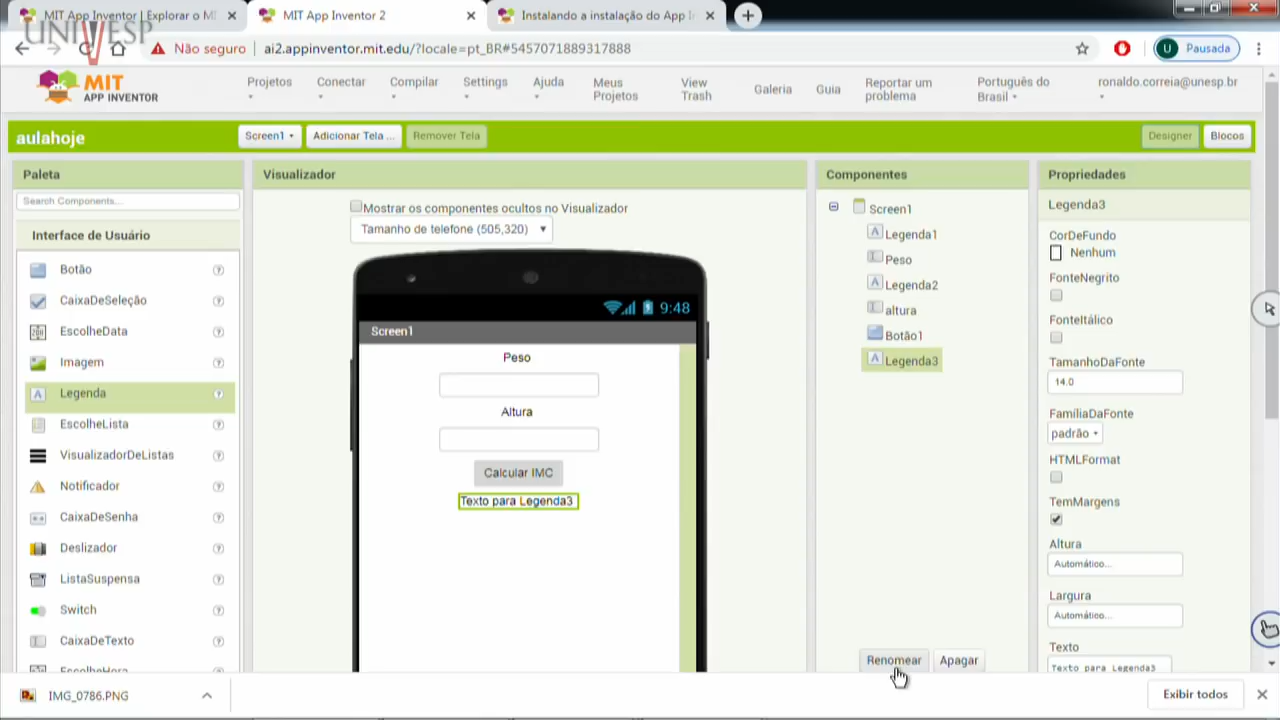 MIT App Inventor | Explorar o MI
MIT App Inventor 2
Instalando a instalação do App I
UNIVESP
Não seguro
ai2.appinventor.mit.edu/?locale=pt_BR#5457071889317888
U
Pausada
MIT
APP INVENTOR
Projetos
Conectar
Compilar
Settings
Ajuda
Meus
Projetos
View
Trash
Galeria
Guia
Reportar um
problema
Português do
Brasil
ronaldo.correia@unesp.br
aulahoje
Screen1
Adicionar Tela ...
Remover Tela
Designer
Blocos
Paleta
Search Components...
Interface de Usuário
Botão
CaixaDeSeleção
EscolheData
Imagem
Legenda
EscolheLista
VisualizadorDeListas
Notificador
CaixaDeSenha
Deslizador
ListaSuspensa
Switch
CaixaDeTexto
EscolheHora
Visualizador
Mostrar os componentes ocultos no Visualizador
Tamanho de telefone (505,320)
9:48
Screen1
Peso
Altura
Calcular IMC
Texto para Legenda3
Componentes
Screen1
Legenda1
Peso
Legenda2
altura
Botão1
Legenda3
Renomear
Apagar
Propriedades
Legenda3
CorDeFundo
Nenhum
FonteNegrito
FonteItálico
TamanhoDaFonte
14.0
FamíliaDaFonte
padrão
HTMLFormat
TemMargens
Altura
Automático...
Largura
Automático...
Texto
Texto para Legenda3
IMG_0786.PNG
Exibir todos